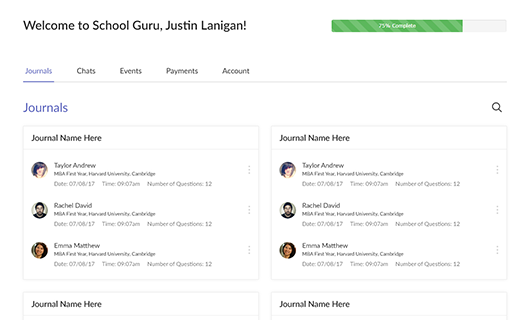 Welcome to School Guru, Justin Lanigan!
75% Complete
Journals
Chats
Events
Payments
Account
Journals
Journal Name Here
Taylor Andrew
MBA First Year, Harvard University, Cambridge
Date: 07/08/17 Time: 09:07am Number of Questions: 12
Rachel David
MBA First Year, Harvard University, Cambridge
Date: 07/08/17 Time: 09:07am Number of Questions: 12
Emma Matthew
MBA First Year, Harvard University, Cambridge
Date: 07/08/17 Time: 09:07am Number of Questions: 12
Journal Name Here
Taylor Andrew
MBA First Year, Harvard University, Cambridge
Date: 07/08/17 Time: 09:07am Number of Questions: 12
Rachel David
MBA First Year, Harvard University, Cambridge
Date: 07/08/17 Time: 09:07am Number of Questions: 12
Emma Matthew
MBA First Year, Harvard University, Cambridge
Date: 07/08/17 Time: 09:07am Number of Questions: 12
Journal Name Here
Journal Name Here